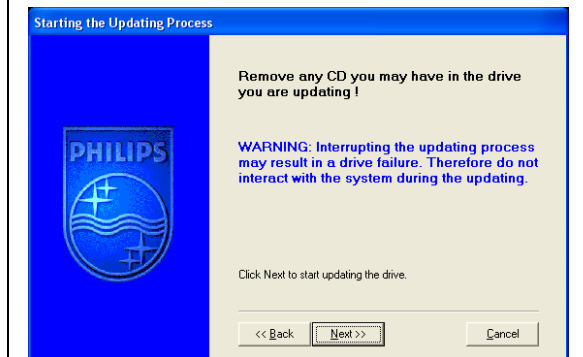 Starting the Updating Process
Remove any CD you may have in the drive
you are updating !
PHILIPS
WARNING: Interrupting the updating process
may result in a drive failure. Therefore do not
interact with the system during the updating.
Click Next to start updating the drive.
<< Back
Next >>
Cancel